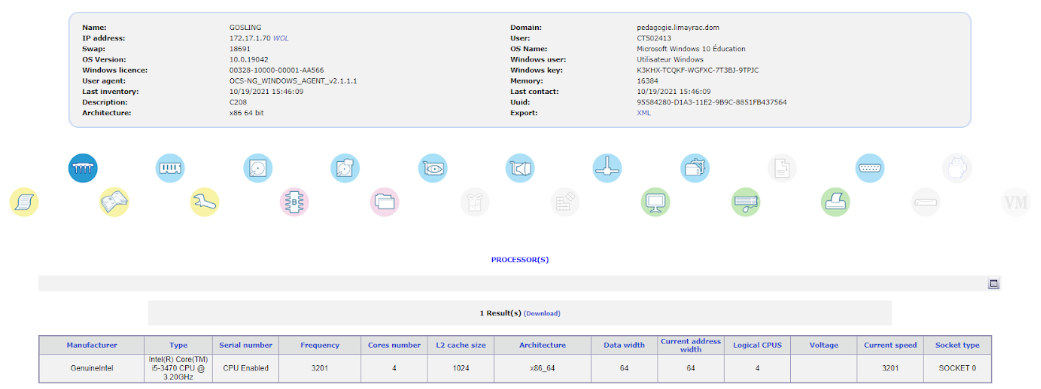 Name: GOSLING Domain: pedagogie.limayrac.dom
IP address: 172.17.1.70 WOL User: CTS02413
Swap: 18691 OS Name: Microsoft Windows 10 Éducation
OS Version: 10.0.19042 Windows user: Utilisateur Windows
Windows licence: 00328-10000-00001-AA566 Windows key: K3KHX-TCQKF-WGFXC-7T3BJ-9TPJC
User agent: OCS-NG_WINDOWS_AGENT_v2.1.1.1 Memory: 16384
Last inventory: 10/19/2021 15:46:09 Last contact: 10/19/2021 15:46:09
Description: C208 Uuid: 95584280-D1A3-11E2-9B9C-8851FB437564
Architecture: x86 64 bit Export: XML
B
VM
PROCESSOR(S)
1 Result(s) (Download)
Manufacturer Type Serial number Frequency Cores number L2 cache size Architecture Data width Current address width Logical CPUS Voltage Current speed Socket type
GenuineIntel Intel(R) Core(TM) i5-3470 CPU @ 3.20GHz CPU Enabled 3201 4 1024 x86_64 64 64 4 3201 SOCKET 0